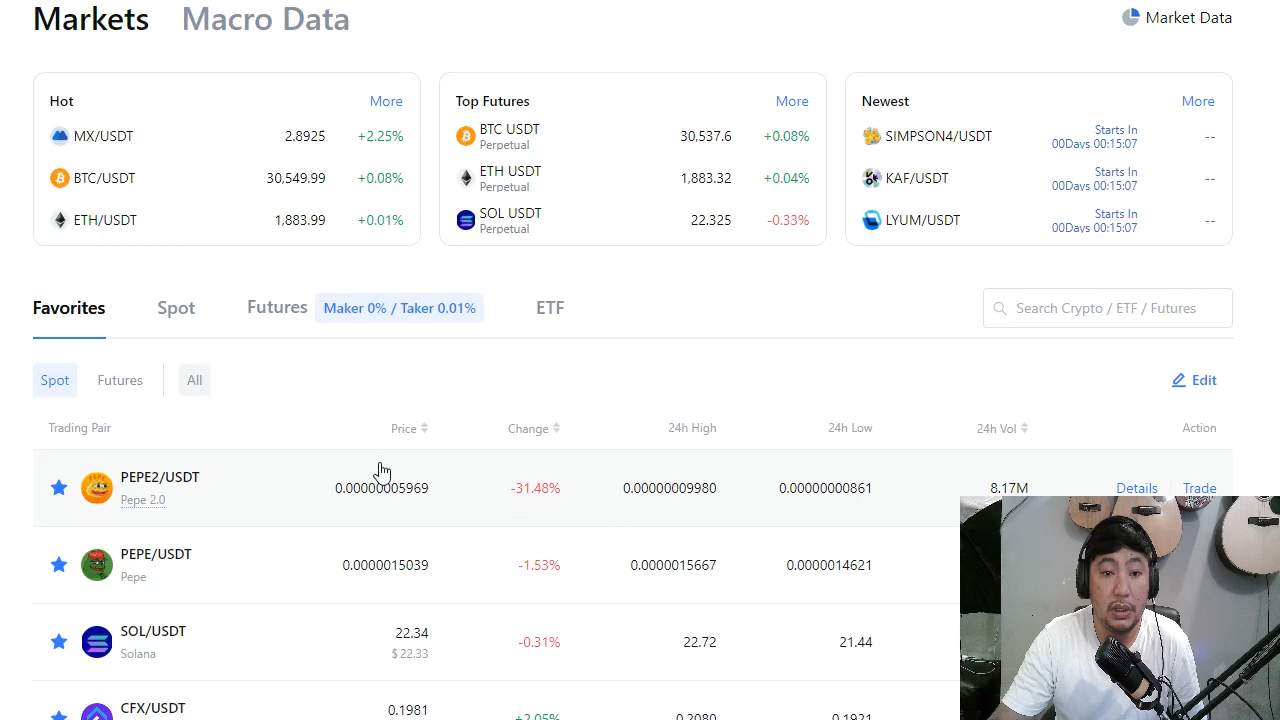 Markets Macro Data Market Data
Hot More
MX/USDT 2.8925 +2.25%
BTC/USDT 30,549.99 +0.08%
ETH/USDT 1,883.99 +0.01%
Top Futures More
BTC USDT 30,537.6 +0.08%
Perpetual
ETH USDT 1,883.32 +0.04%
Perpetual
SOL USDT 22.325 -0.33%
Perpetual
Newest More
SIMPSON4/USDT Starts In --
00Days 00:15:07
KAF/USDT Starts In --
00Days 00:15:07
LYUM/USDT Starts In --
00Days 00:15:07
Favorites Spot Futures Maker 0% / Taker 0.01% ETF Search Crypto / ETF / Futures
Spot Futures All Edit
Trading Pair Price Change 24h High 24h Low 24h Vol Action
PEPE2/USDT 0.00000005969 -31.48% 0.00000009980 0.00000000861 8.17M Details Trade
Pepe 2.0
PEPE/USDT 0.0000015039 -1.53% 0.0000015667 0.0000014621
Pepe
SOL/USDT 22.34 -0.31% 22.72 21.44
Solana $ 22.33
CFX/USDT 0.1981 +2.05% 0.2080 0.1921